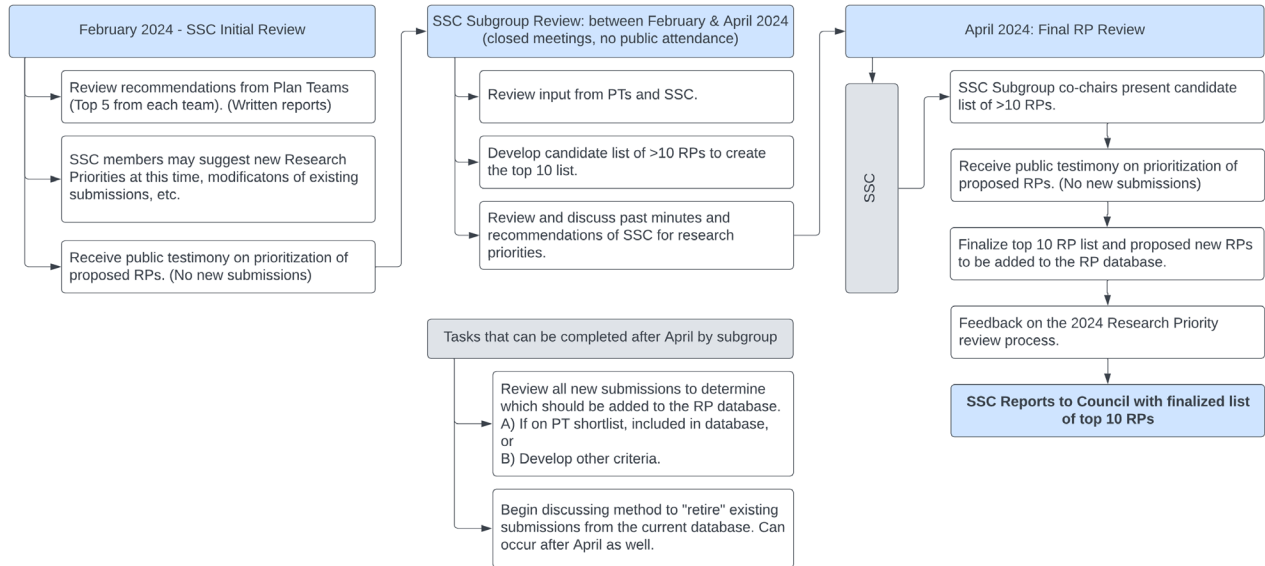 February 2024 - SSC Initial Review
Review recommendations from Plan Teams
(Top 5 from each team). (Written reports)
SSC members may suggest new Research
Priorities at this time, modificatons of existing
submissions, etc.
Receive public testimony on prioritization of
proposed RPs. (No new submissions)
SSC Subgroup Review: between February & April 2024
(closed meetings, no public attendance)
Review input from PTs and SSC.
Develop candidate list of >10 RPs to create
the top 10 list.
Review and discuss past minutes and
recommendations of SSC for research
priorities.
April 2024: Final RP Review
SSC
SSC Subgroup co-chairs present candidate
list of >10 RPs.
Receive public testimony on prioritization of
proposed RPs. (No new submissions)
Finalize top 10 RP list and proposed new RPs
to be added to the RP database.
Feedback on the 2024 Research Priority
review process.
SSC Reports to Council with finalized list
of top 10 RPs
Tasks that can be completed after April by subgroup
Review all new submissions to determine
which should be added to the RP database.
A) If on PT shortlist, included in database,
or
B) Develop other criteria.
Begin discussing method to "retire" existing
submissions from the current database. Can
occur after April as well.